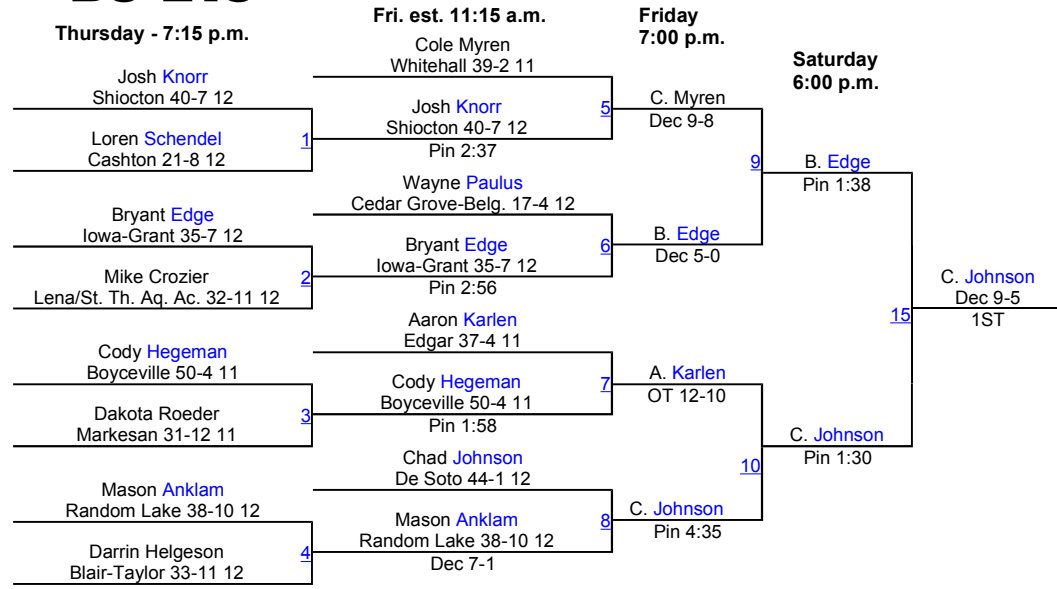 Thursday - 7:15 p.m.
Josh Knorr
Shiocton 40-7 12
Loren Schendel
Cashton 21-8 12
1
Bryant Edge
Iowa-Grant 35-7 12
Mike Crozier
Lena/St. Th. Aq. Ac. 32-11 12
2
Cody Hegeman
Boyceville 50-4 11
Dakota Roeder
Markesan 31-12 11
3
Mason Anklam
Random Lake 38-10 12
Darrin Helgeson
Blair-Taylor 33-11 12
4
Fri. est. 11:15 a.m.
Cole Myren
Whitehall 39-2 11
Josh Knorr
Shiocton 40-7 12
Pin 2:37
5
Wayne Paulus
Cedar Grove-Belg. 17-4 12
Bryant Edge
Iowa-Grant 35-7 12
Pin 2:56
6
Aaron Karlen
Edgar 37-4 11
Cody Hegeman
Boyceville 50-4 11
Pin 1:58
7
Chad Johnson
De Soto 44-1 12
Mason Anklam
Random Lake 38-10 12
Dec 7-1
8
Friday
7:00 p.m.
C. Myren
Dec 9-8
9
B. Edge
Dec 5-0
A. Karlen
OT 12-10
10
C. Johnson
Pin 4:35
Saturday
6:00 p.m.
B. Edge
Pin 1:38
15
C. Johnson
Pin 1:30
C. Johnson
Dec 9-5
1ST